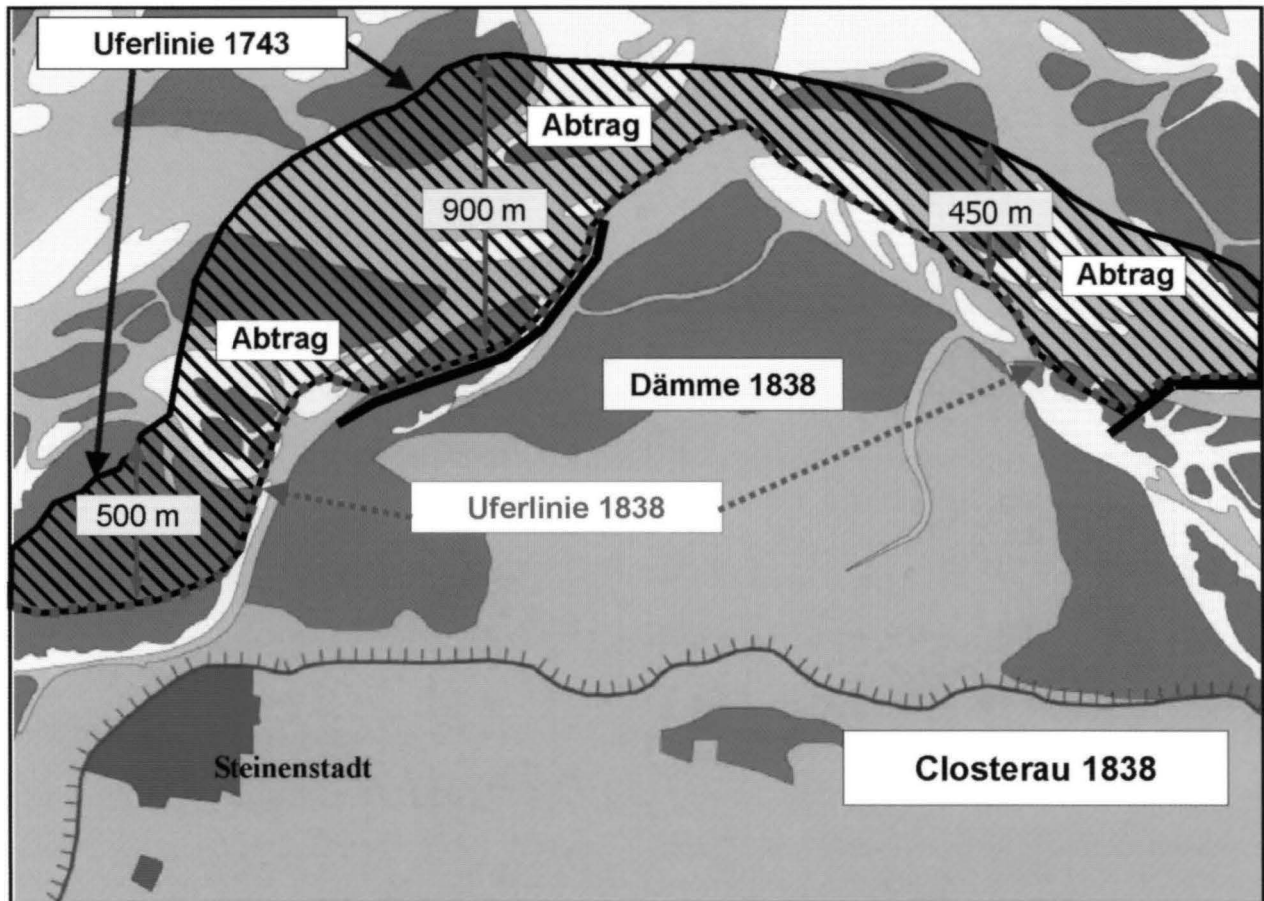 Uferlinie 1743
Abtrag
900 m
450 m
Abtrag
Abtrag
Dämme 1838
500 m
Uferlinie 1838
Steinenstadt
Closterau 1838